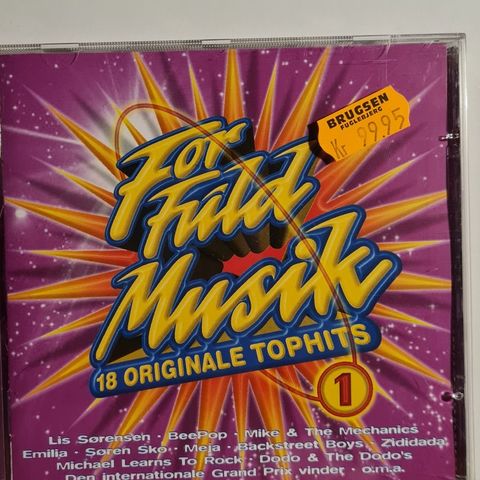 BRUGSEN
FUGLEBJERG
Kr. 99.95
For
Fuld
Musik
18 ORIGINALE TOPHITS
1
Lis Sørensen · BeePop · Mike & The Mechanics
Emilia · Søren Sko · Meja · Backstreet Boys · Zididada
Michael Learns To Rock · Dodo & The Dodo's
Den internationale Grand Prix vinder · o.m.a.